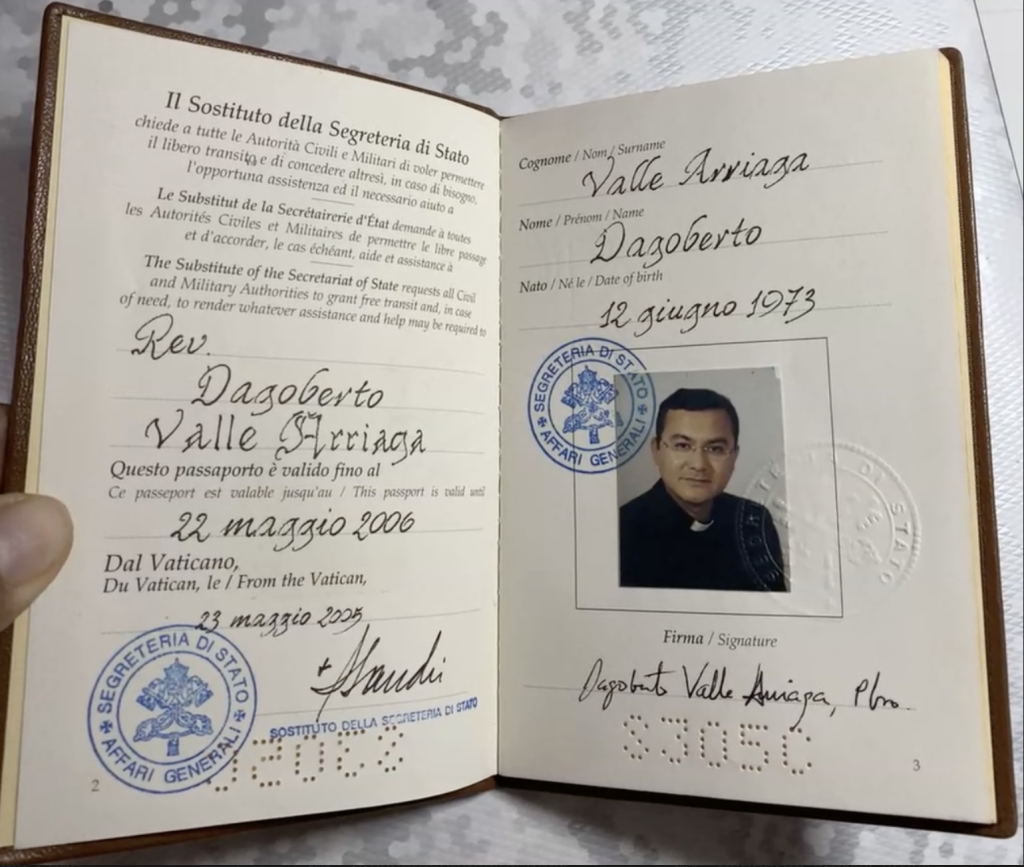 Il Sostituto della Segreteria di Stato
chiede a tutte le Autorità Civili e Militari di voler permettere
il libero transito e di concedere altresì, in caso di bisogno,
l'opportuna assistenza ed il necessario aiuto a
Le Substitut de la Secrétairerie d'État demande à toutes
les Autorités Civiles et Militaires de permettre le libre passage
et d'accorder, le cas échéant, aide et assistance à
The Substitute of the Secretariat of State requests all Civil
and Military Authorities to grant free transit and, in case
of need, to render whatever assistance and help may be required to
Rev.
Dagoberto
Valle Arriaga
Questo passaporto è valido fino al
Ce passeport est valable jusqu'au / This passport is valid until
22 maggio 2006
Dal Vaticano,
Du Vatican, le / From the Vatican,
23 maggio 2005
SEGRETERIA DI STATO
AFFARI GENERALI
SOSTITUTO DELLA SEGRETERIA DI STATO
2
Cognome / Nom / Surname
Valle Arriaga
Nome / Prénom / Name
Dagoberto
Nato / Né le / Date of birth
12 giugno 1973
SEGRETERIA DI STATO
AFFARI GENERALI
Firma / Signature
Dagoberto Valle Arriaga, Pbro.
3